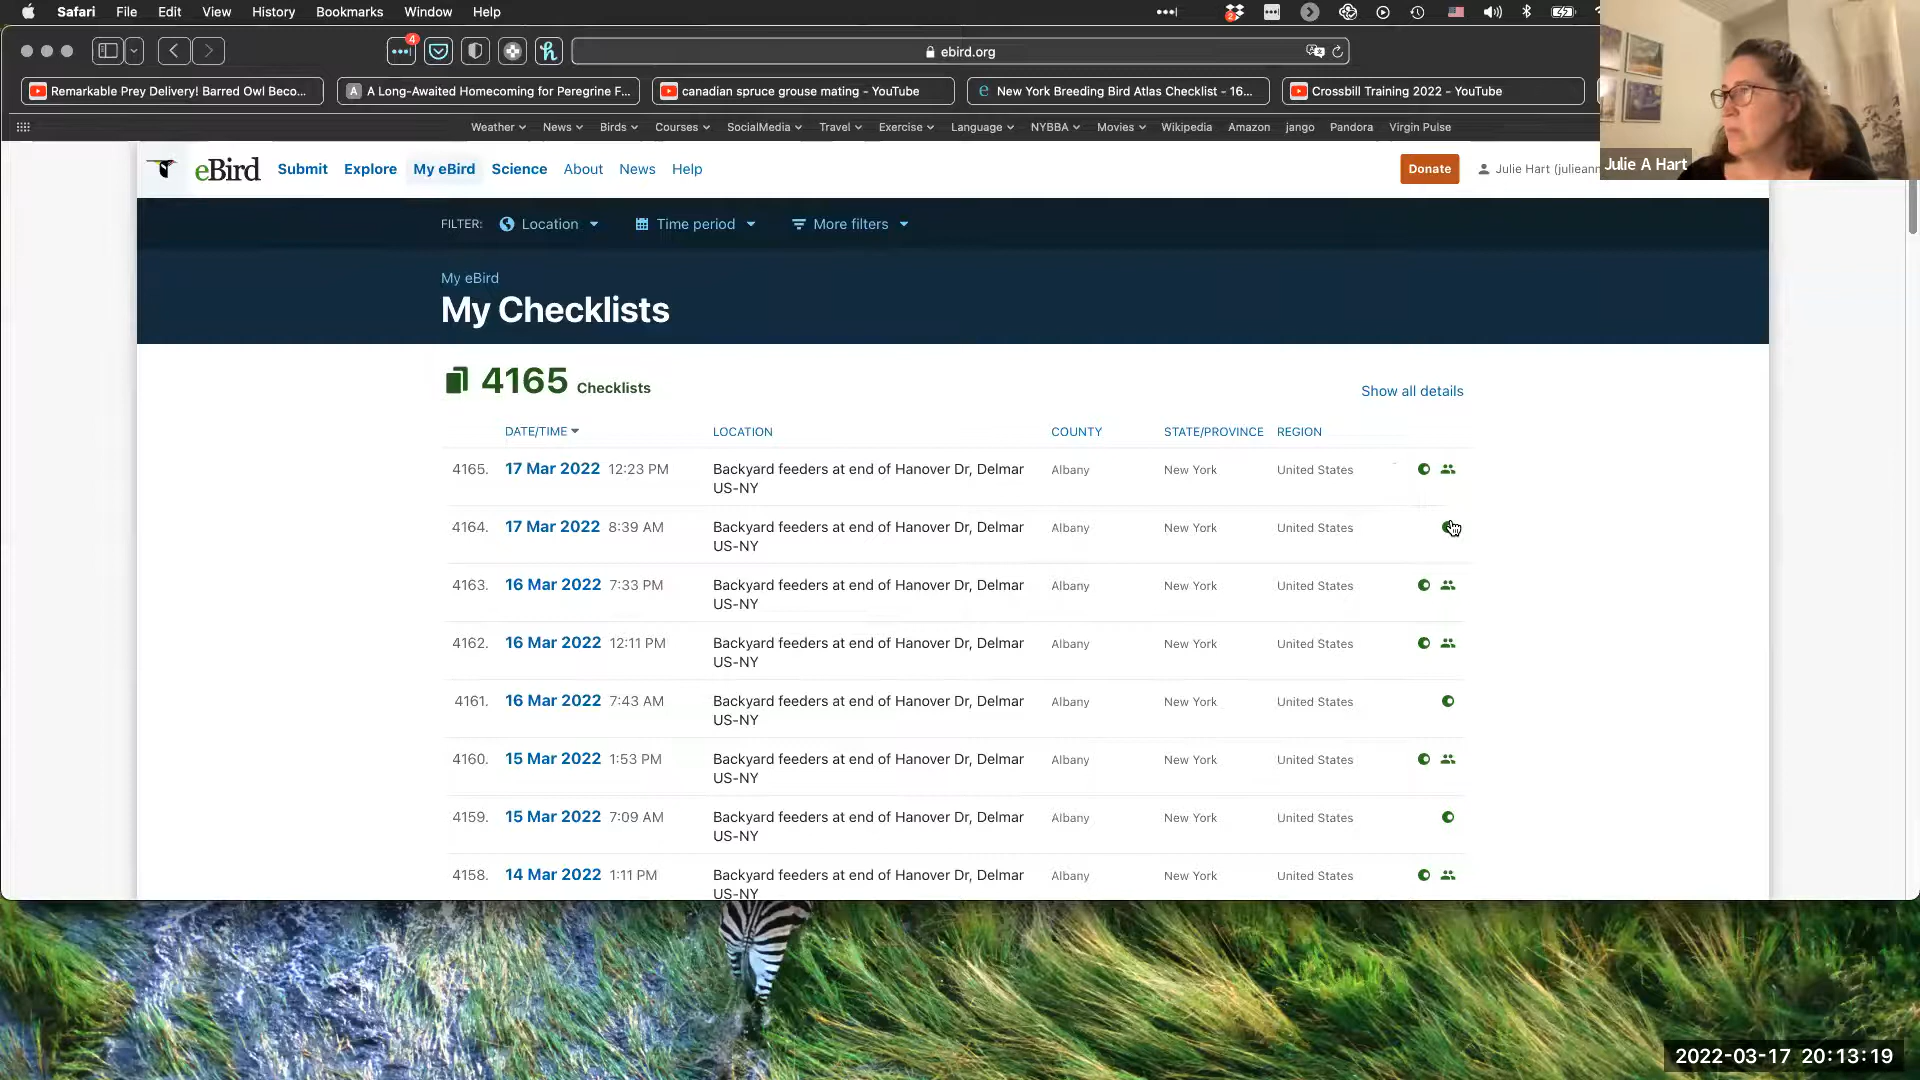 Safari File Edit View History Bookmarks Window Help
2
4
ebird.org
Remarkable Prey Delivery! Barred Owl Beco...
A A Long-Awaited Homecoming for Peregrine F...
canadian spruce grouse mating - YouTube
New York Breeding Bird Atlas Checklist - 16...
Crossbill Training 2022 - YouTube
Weather News Birds Courses SocialMedia Travel Exercise Language NYBBA Movies Wikipedia Amazon jango Pandora Virgin Pulse
Julie A Hart
eBird Submit Explore My eBird Science About News Help Donate Julie Hart (julieann
FILTER: Location Time period More filters
My eBird
My Checklists
4165 Checklists
Show all details
DATE/TIME LOCATION COUNTY STATE/PROVINCE REGION
4165. 17 Mar 2022 12:23 PM Backyard feeders at end of Hanover Dr, Delmar Albany New York United States
US-NY
4164. 17 Mar 2022 8:39 AM Backyard feeders at end of Hanover Dr, Delmar Albany New York United States
US-NY
4163. 16 Mar 2022 7:33 PM Backyard feeders at end of Hanover Dr, Delmar Albany New York United States
US-NY
4162. 16 Mar 2022 12:11 PM Backyard feeders at end of Hanover Dr, Delmar Albany New York United States
US-NY
4161. 16 Mar 2022 7:43 AM Backyard feeders at end of Hanover Dr, Delmar Albany New York United States
US-NY
4160. 15 Mar 2022 1:53 PM Backyard feeders at end of Hanover Dr, Delmar Albany New York United States
US-NY
4159. 15 Mar 2022 7:09 AM Backyard feeders at end of Hanover Dr, Delmar Albany New York United States
US-NY
4158. 14 Mar 2022 1:11 PM Backyard feeders at end of Hanover Dr, Delmar Albany New York United States
US-NY
2022-03-17 20:13:19